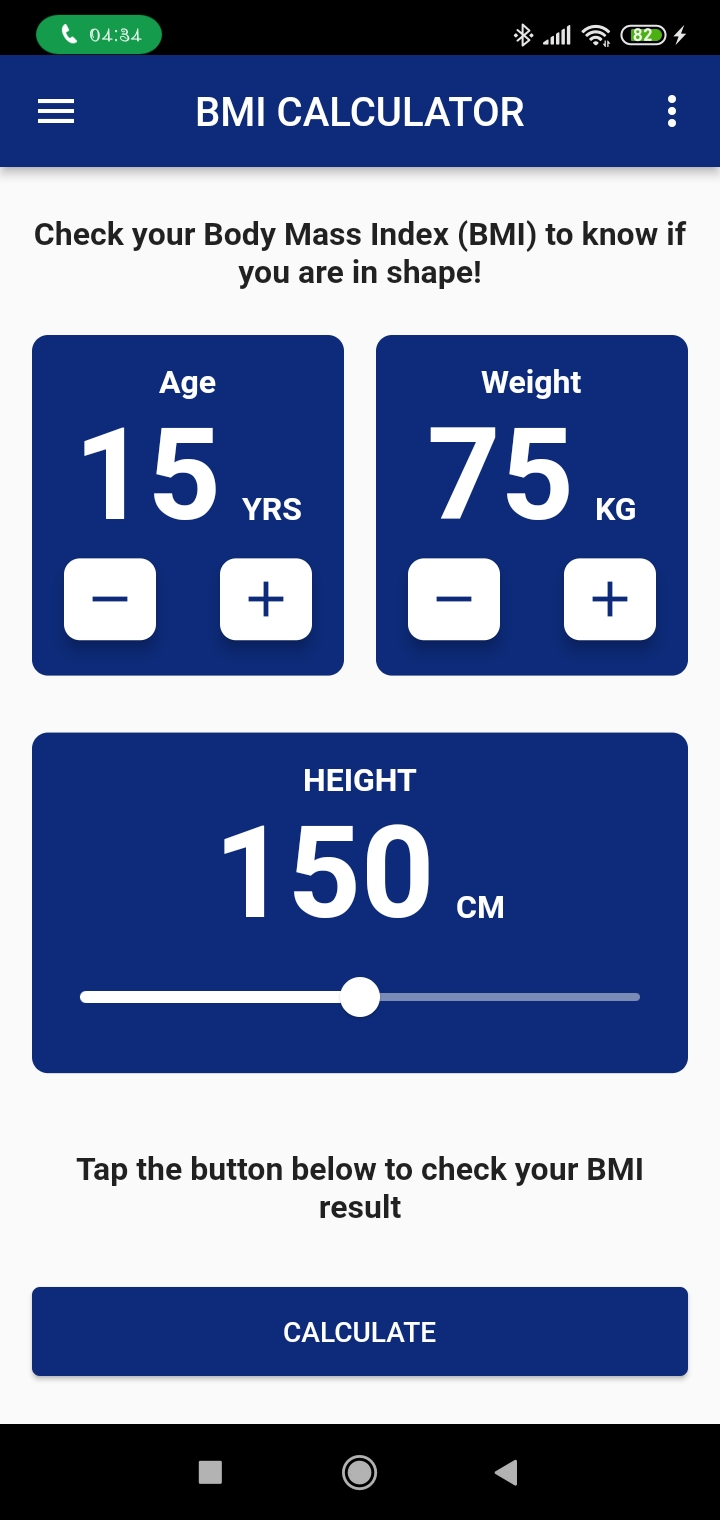 04:34
82
BMI CALCULATOR
Check your Body Mass Index (BMI) to know if
you are in shape!
Age
15 YRS
Weight
75 KG
HEIGHT
150 CM
Tap the button below to check your BMI
result
CALCULATE